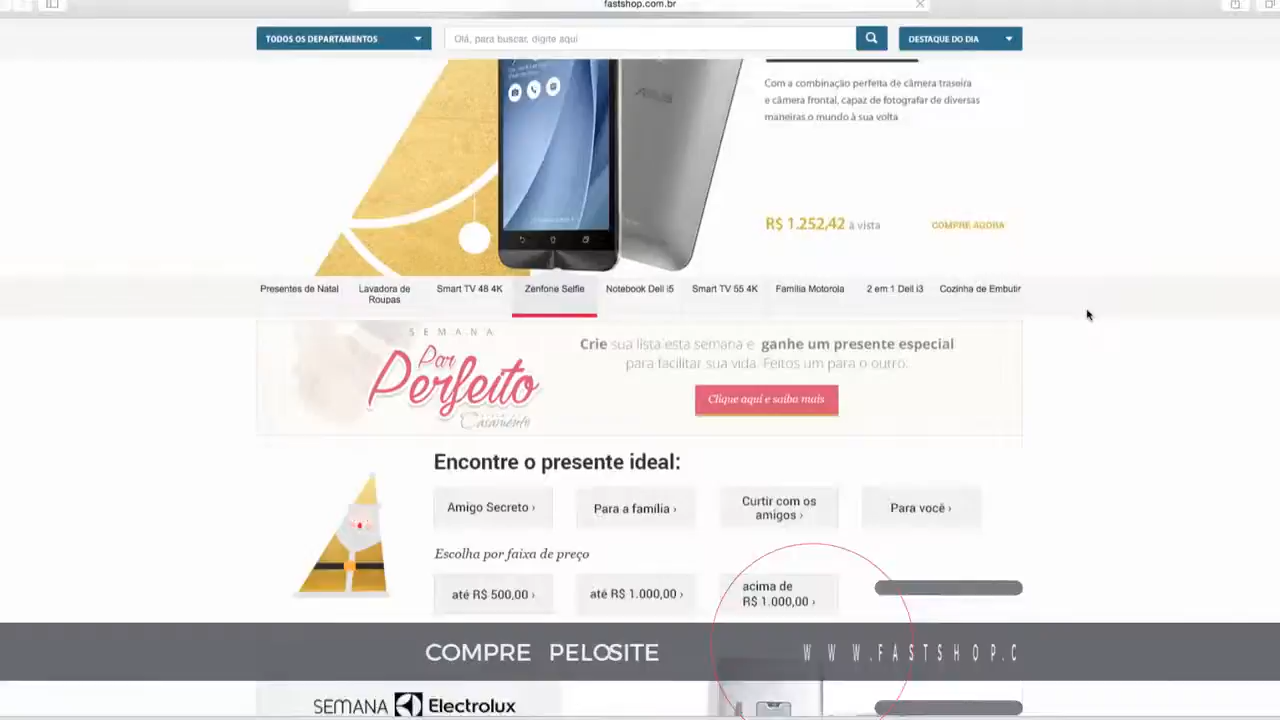 fastshop.com.br
TODOS OS DEPARTAMENTOS
Olá, para buscar, digite aqui
DESTAQUE DO DIA
ASUS
Com a combinação perfeita de câmera traseira
e câmera frontal, capaz de fotografar de diversas
maneiras o mundo à sua volta
R$ 1.252,42 à vista
COMPRE AGORA
Presentes de Natal
Lavadora de
Roupas
Smart TV 48 4K
Zenfone Selfie
Notebook Dell i5
Smart TV 55 4K
Família Motorola
2 em 1 Dell i3
Cozinha de Embutir
SEMANA
Par
Perfeito
Casamento
Crie sua lista esta semana e ganhe um presente especial
para facilitar sua vida. Feitos um para o outro.
Clique aqui e saiba mais
Encontre o presente ideal:
Amigo Secreto ›
Para a família ›
Curtir com os
amigos ›
Para você ›
Escolha por faixa de preço
até R$ 500,00 ›
até R$ 1.000,00 ›
acima de
R$ 1.000,00 ›
COMPRE PELOSITE
WWW.FASTSHOP.C
SEMANA Electrolux